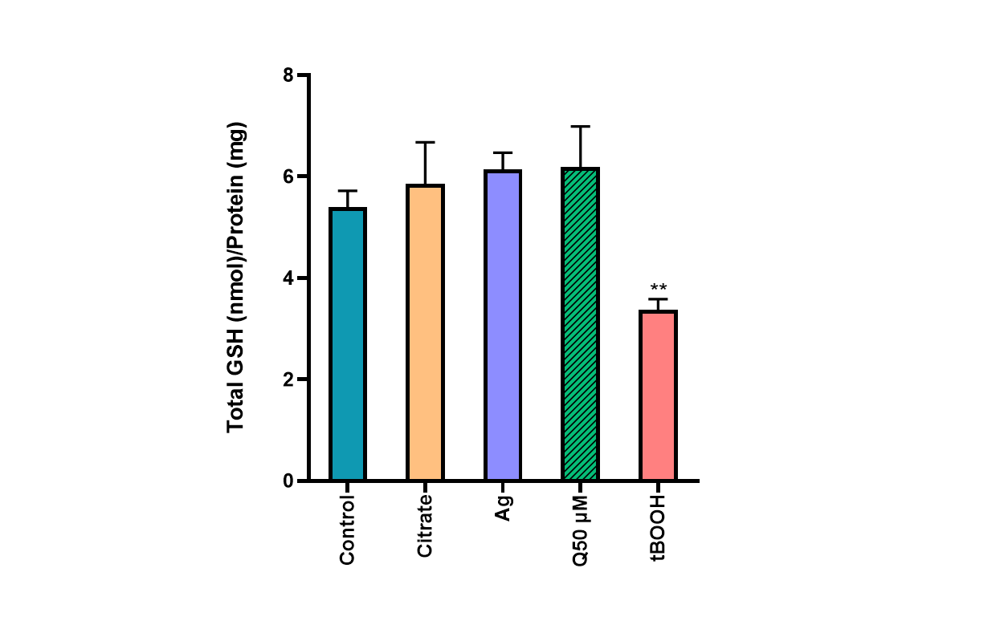 Total GSH (nmol)/Protein (mg)
8
6
4
2
0
**
Control
Citrate
Ag
Q50 µM
tBOOH